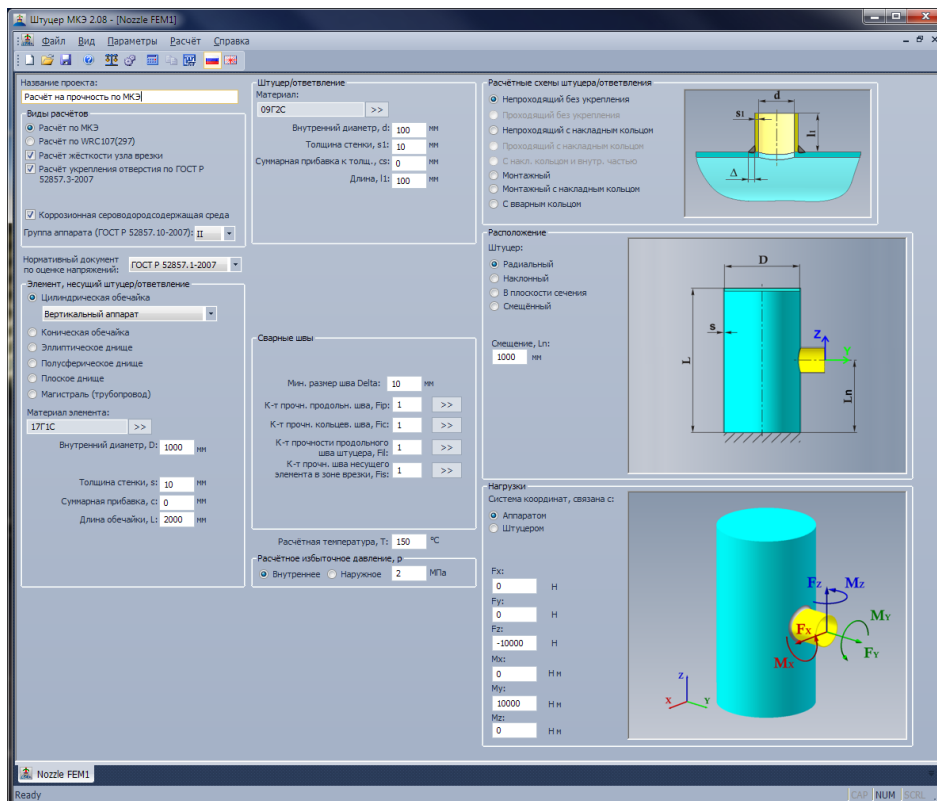 Штуцер МКЭ 2.08 - [Nozzle FEM1]
Файл Вид Параметры Расчёт Справка
Название проекта:
Расчёт на прочность по МКЭ
Виды расчётов
Расчёт по МКЭ
Расчёт по WRC107(297)
Расчёт жёсткости узла врезки
Расчёт укрепления отверстия по ГОСТ Р
52857.3-2007
Коррозионная сероводородсодержащая среда
Группа аппарата (ГОСТ Р 52857.10-2007): II
Нормативный документ
по оценке напряжений: ГОСТ Р 52857.1-2007
Элемент, несущий штуцер/ответвление
Цилиндрическая обечайка
Вертикальный аппарат
Коническая обечайка
Эллиптическое днище
Полусферическое днище
Плоское днище
Магистраль (трубопровод)
Материал элемента:
17Г1С >>
Внутренний диаметр, D: 1000 мм
Толщина стенки, s: 10 мм
Суммарная прибавка, c: 0 мм
Длина обечайки, L: 2000 мм
Штуцер/ответвление
Материал:
09Г2С >>
Внутренний диаметр, d: 100 мм
Толщина стенки, s1: 10 мм
Суммарная прибавка к толщ., cs: 0 мм
Длина, l1: 100 мм
Сварные швы
Мин. размер шва Delta: 10 мм
К-т прочн. продольн. шва, Fip: 1 >>
К-т прочн. кольцев. шва, Fic: 1 >>
К-т прочности продольного
шва штуцера, Fil: 1 >>
К-т прочн. шва несущего
элемента в зоне врезки, Fis: 1 >>
Расчётная температура, T: 150 °C
Расчётное избыточное давление, p
Внутреннее Наружное 2 МПа
Расчётные схемы штуцера/ответвления
Непроходящий без укрепления
Проходящий без укрепления
Непроходящий с накладным кольцом
Проходящий с накладным кольцом
С накл. кольцом и внутр. частью
Монтажный
Монтажный с накладным кольцом
С вварным кольцом
d
s1
l1
Δ
Расположение
Штуцер:
Радиальный
Наклонный
В плоскости сечения
Смещённый
Смещение, Ln:
1000 мм
D
s
L
Z
Ln
Нагрузки
Система координат, связана с:
Аппаратом
Штуцером
Fx:
0 Н
Fy:
0 Н
Fz:
-10000 Н
Mx:
0 Н м
My:
10000 Н м
Mz:
0 Н м
Fz Mz
My
Fx
Fy
Mx
Z
X Y
Nozzle FEM1
Ready CAP NUM SCRL